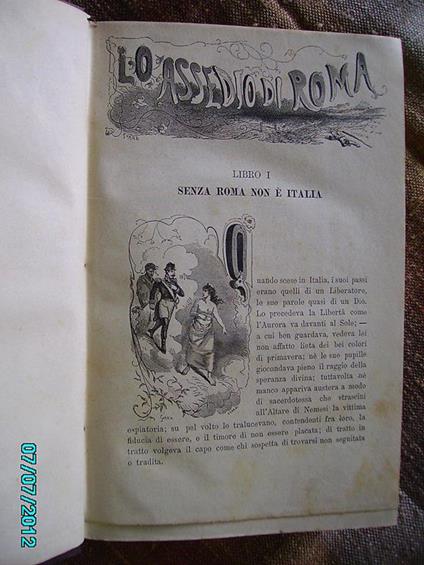 LO ASSEDIO DI ROMA
LIBRO I
SENZA ROMA NON È ITALIA
Quando scese in Italia, i suoi passi
erano quelli di un Liberatore,
le sue parole quasi di un Dio.
Lo precedeva la Libertà come
l'Aurora va davanti al Sole; —
a cui ben guardava, vedeva lei
non affatto lieta dei bei colori
di primavera; nè le sue pupille
giocondava pieno il raggio della
speranza divina; tuttavolta nè
manco appariva austera a modo
di sacerdotessa che strascini
all'Altare di Nemesi la vittima
espiatoria; su pel volto le tralucevano, contendenti fra loro, la
fiducia di essere, e il timore di non essere placata; di tratto in
tratto volgeva il capo come chi sospetta di trovarsi non seguitata
o tradita.
07/07/2012